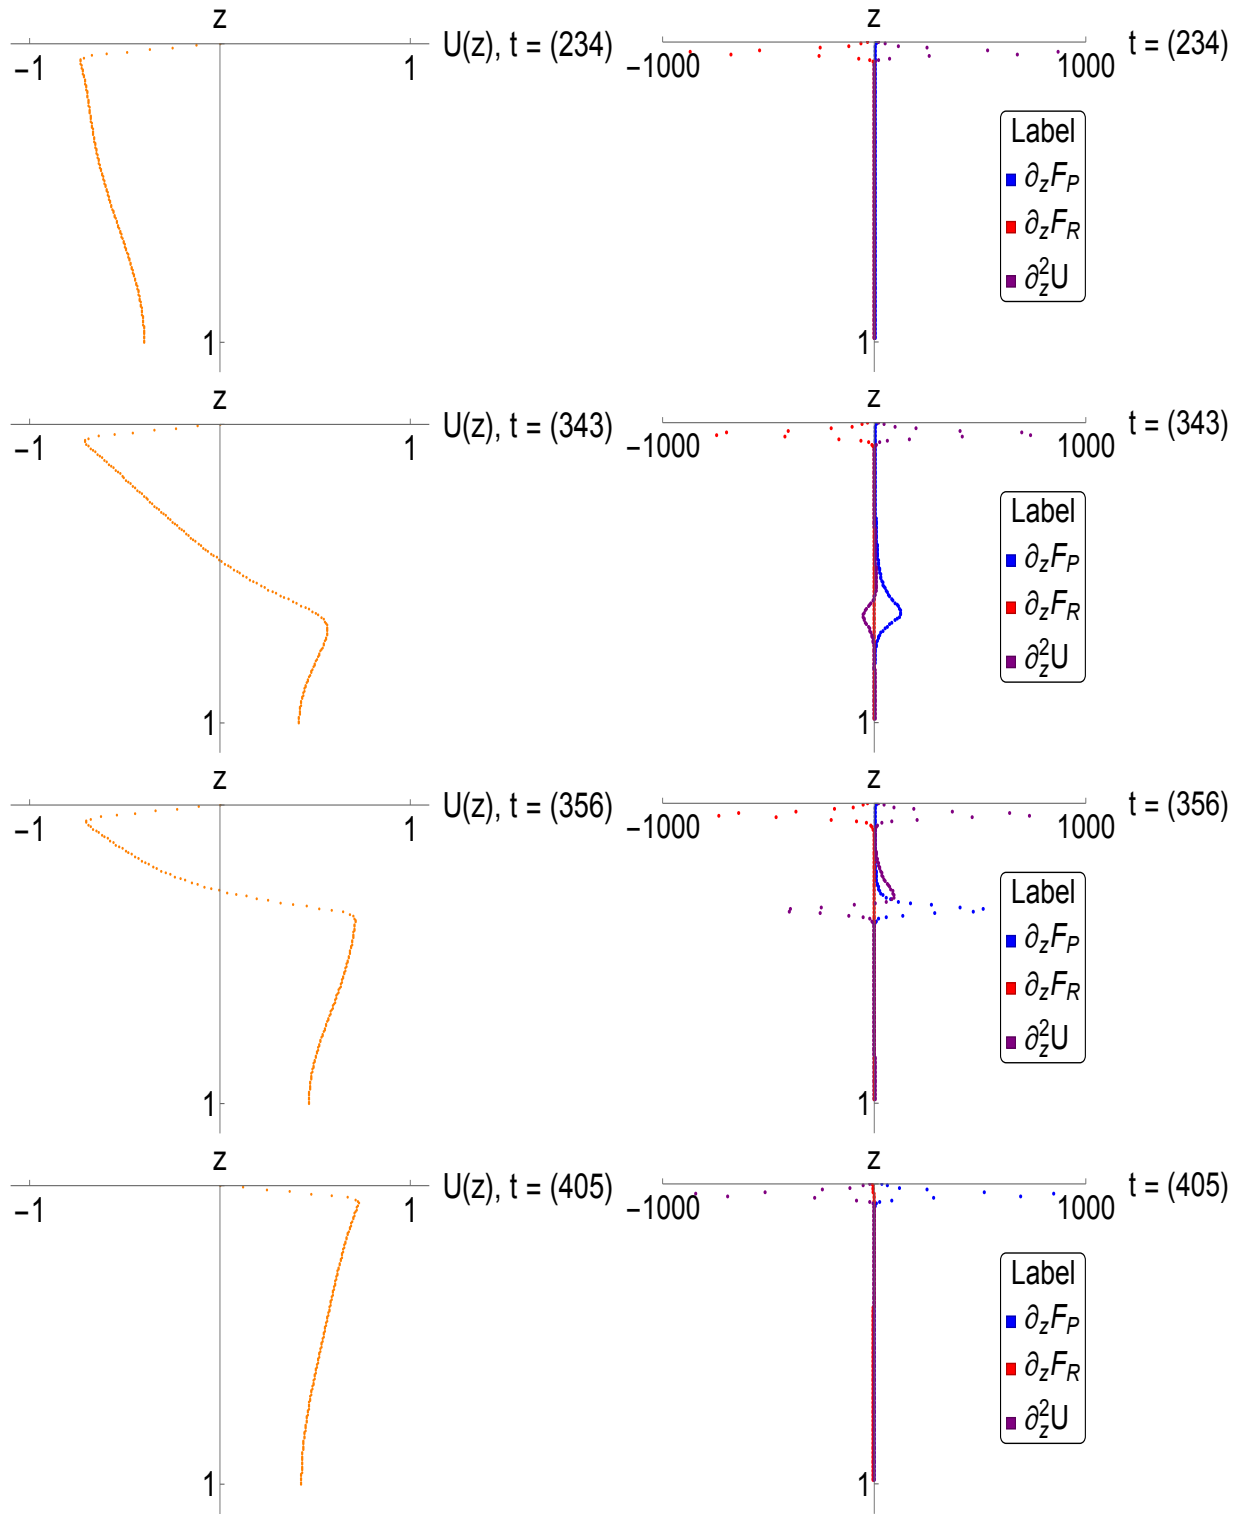 z
−1
1
U(z), t = (234)
1
z
−1000
1000
t = (234)
Label
∂zFP
∂zFR
∂z²U
1
z
−1
1
U(z), t = (343)
1
z
−1000
1000
t = (343)
Label
∂zFP
∂zFR
∂z²U
1
z
−1
1
U(z), t = (356)
1
z
−1000
1000
t = (356)
Label
∂zFP
∂zFR
∂z²U
1
z
−1
1
U(z), t = (405)
1
z
−1000
1000
t = (405)
Label
∂zFP
∂zFR
∂z²U
1